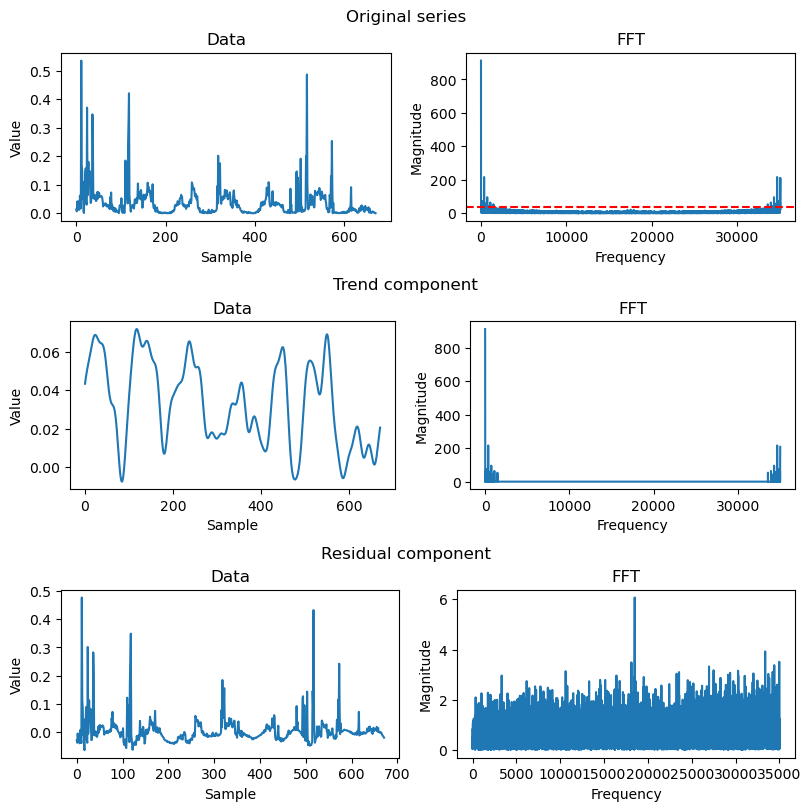 Original series
Data
FFT
0.5
0.4
0.3
0.2
0.1
0.0
Value
0 200 400 600
Sample
800
600
400
200
0
Magnitude
0 10000 20000 30000
Frequency
Trend component
Data
FFT
0.06
0.04
0.02
0.00
Value
0 200 400 600
Sample
800
600
400
200
0
Magnitude
0 10000 20000 30000
Frequency
Residual component
Data
FFT
0.5
0.4
0.3
0.2
0.1
0.0
Value
0 100 200 300 400 500 600 700
Sample
6
4
2
0
Magnitude
0 5000 10000 15000 20000 25000 30000 35000
Frequency